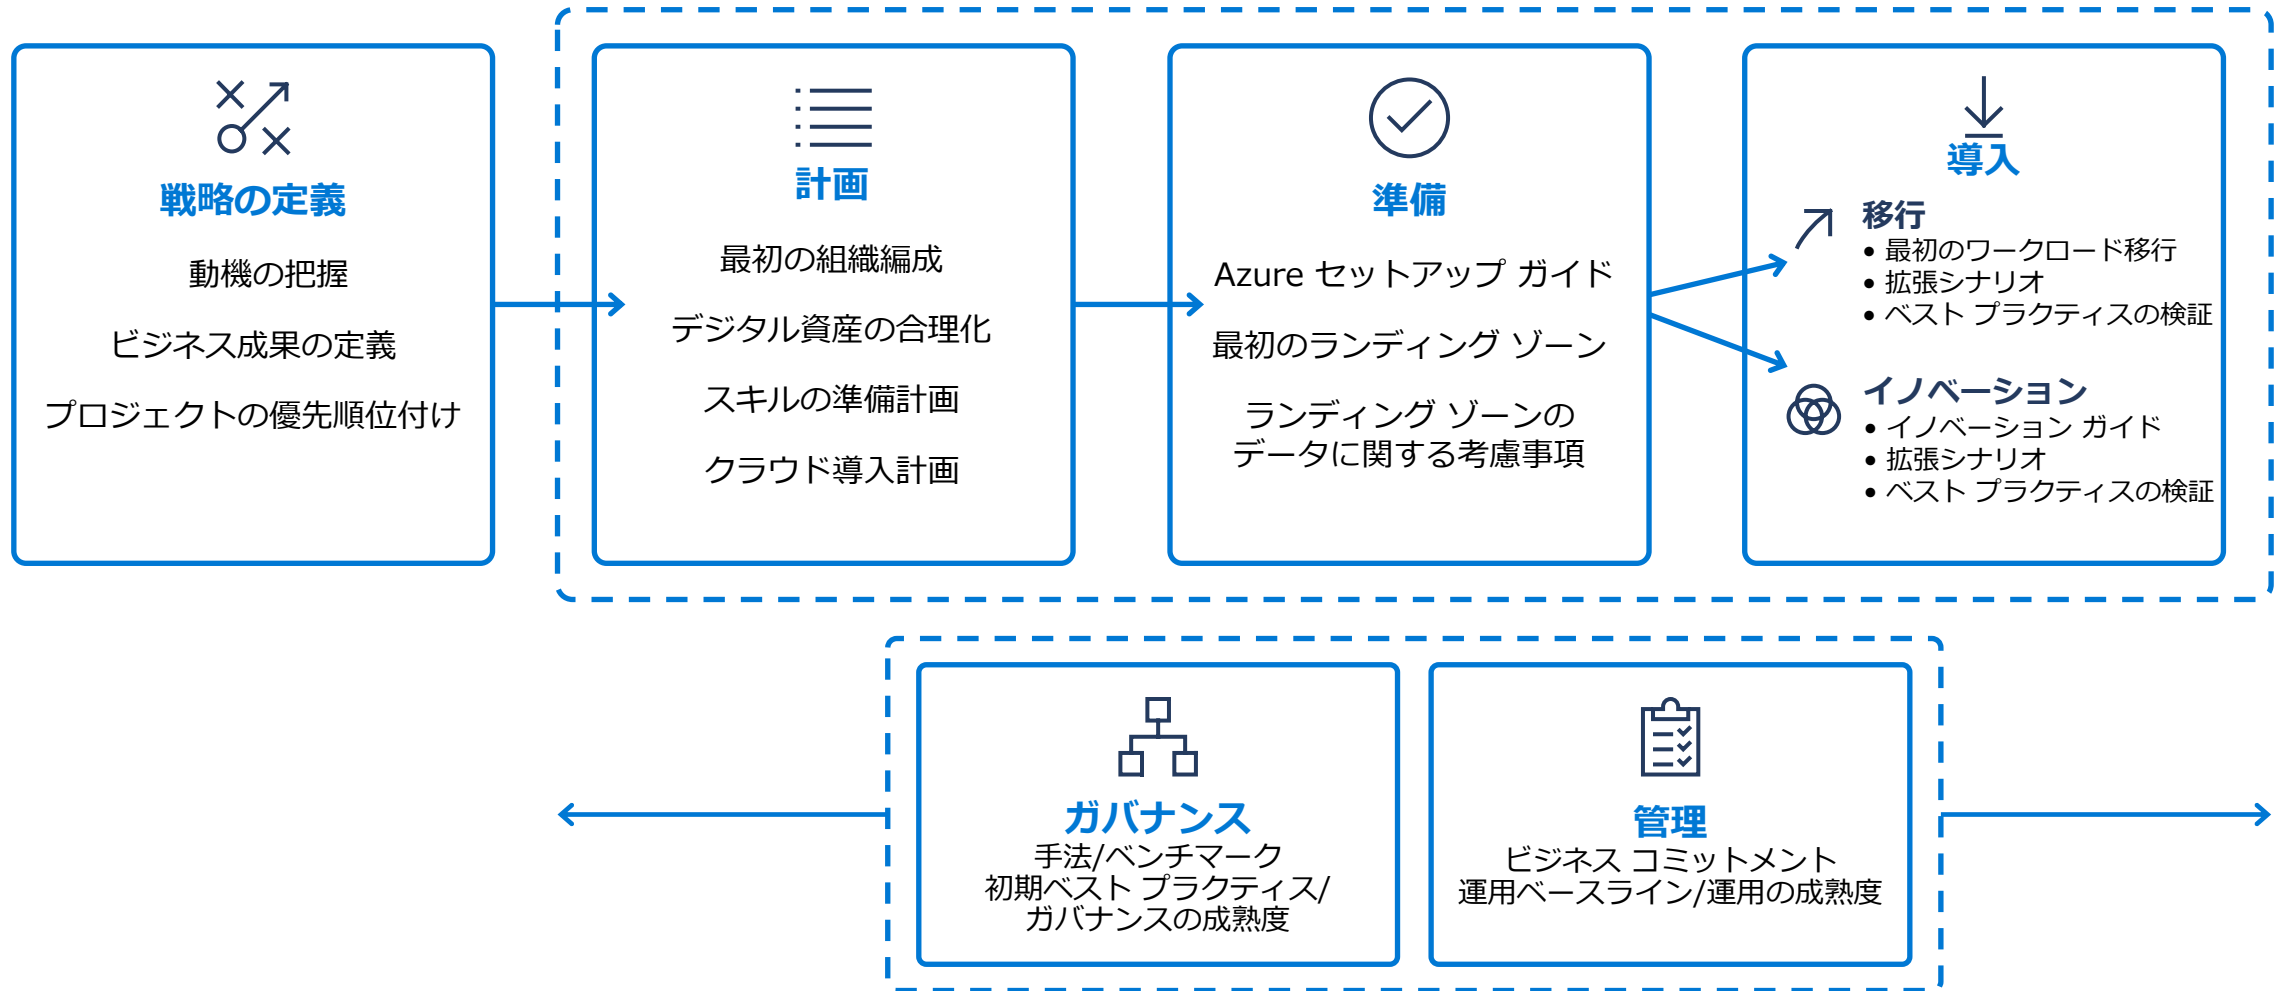 戦略の定義
動機の把握
ビジネス成果の定義
プロジェクトの優先順位付け
計画
最初の組織編成
デジタル資産の合理化
スキルの準備計画
クラウド導入計画
準備
Azure セットアップ ガイド
最初のランディング ゾーン
ランディング ゾーンの
データに関する考慮事項
導入
移行
• 最初のワークロード移行
• 拡張シナリオ
• ベスト プラクティスの検証
イノベーション
• イノベーション ガイド
• 拡張シナリオ
• ベスト プラクティスの検証
ガバナンス
手法/ベンチマーク
初期ベスト プラクティス/
ガバナンスの成熟度
管理
ビジネス コミットメント
運用ベースライン/運用の成熟度